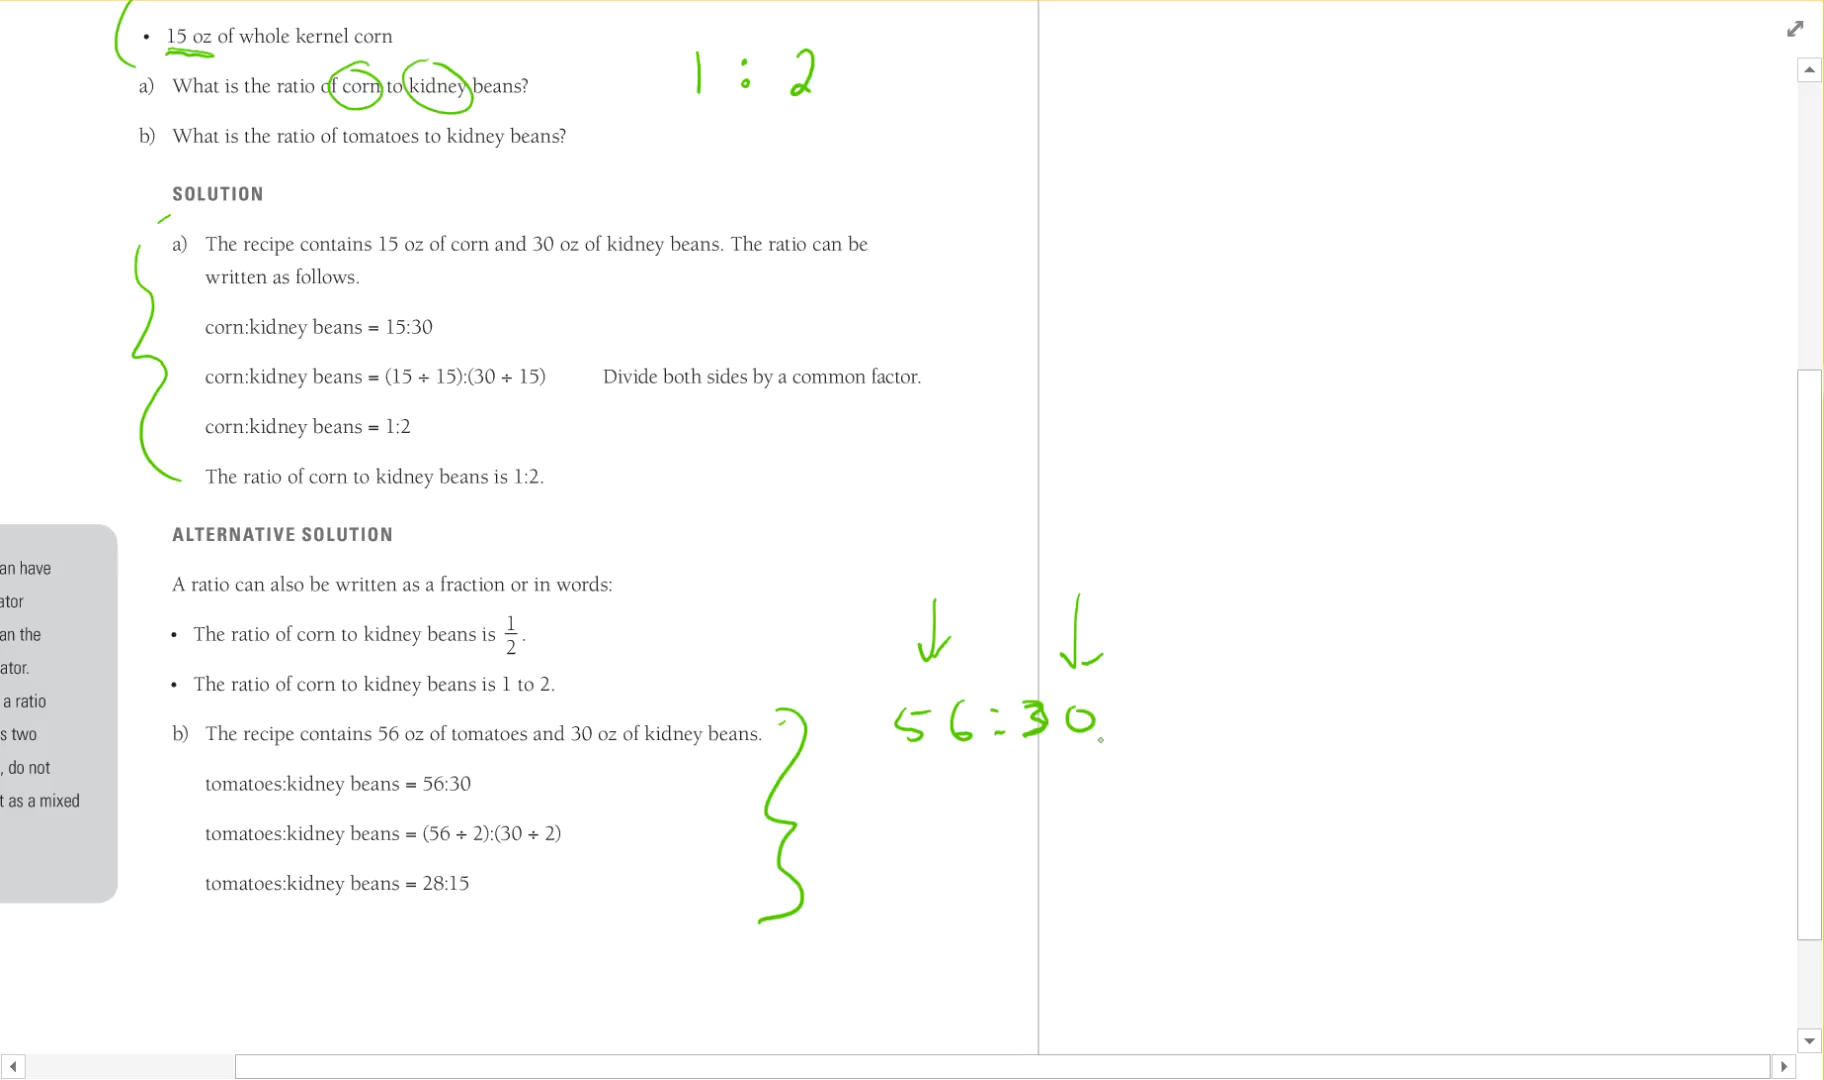 • 15 oz of whole kernel corn
a) What is the ratio of corn to kidney beans?
1 : 2
b) What is the ratio of tomatoes to kidney beans?
SOLUTION
a) The recipe contains 15 oz of corn and 30 oz of kidney beans. The ratio can be
written as follows.
corn:kidney beans = 15:30
corn:kidney beans = (15 ÷ 15):(30 ÷ 15) Divide both sides by a common factor.
corn:kidney beans = 1:2
The ratio of corn to kidney beans is 1:2.
ALTERNATIVE SOLUTION
A ratio can also be written as a fraction or in words:
• The ratio of corn to kidney beans is 1/2.
• The ratio of corn to kidney beans is 1 to 2.
b) The recipe contains 56 oz of tomatoes and 30 oz of kidney beans.
56:30
tomatoes:kidney beans = 56:30
tomatoes:kidney beans = (56 ÷ 2):(30 ÷ 2)
tomatoes:kidney beans = 28:15
an have
ator
an the
ator.
a ratio
s two
, do not
t as a mixed